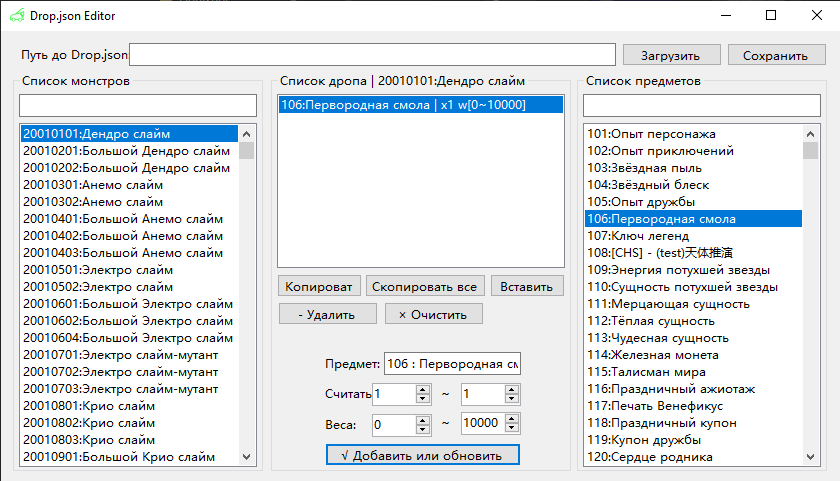 Drop.json Editor
Путь до Drop.json:
Загрузить
Сохранить
Список монстров
20010101:Дендро слайм
20010201:Большой Дендро слайм
20010202:Большой Дендро слайм
20010301:Анемо слайм
20010302:Анемо слайм
20010401:Большой Анемо слайм
20010402:Большой Анемо слайм
20010403:Большой Анемо слайм
20010501:Электро слайм
20010502:Электро слайм
20010601:Большой Электро слайм
20010602:Большой Электро слайм
20010604:Большой Электро слайм
20010701:Электро слайм-мутант
20010702:Электро слайм-мутант
20010703:Электро слайм-мутант
20010801:Крио слайм
20010802:Крио слайм
20010803:Крио слайм
20010901:Большой Крио слайм
Список дропа | 20010101:Дендро слайм
106:Первородная смола | x1 w[0~10000]
Копироват
Скопировать все
Вставить
- Удалить
× Очистить
Предмет: 106 : Первородная см
Считать 1 ~ 1
Веса: 0 ~ 10000
√ Добавить или обновить
Список предметов
101:Опыт персонажа
102:Опыт приключений
103:Звёздная пыль
104:Звёздный блеск
105:Опыт дружбы
106:Первородная смола
107:Ключ легенд
108:[CHS] - (test)天体推演
109:Энергия потухшей звезды
110:Сущность потухшей звезды
111:Мерцающая сущность
112:Тёплая сущность
113:Чудесная сущность
114:Железная монета
115:Талисман мира
116:Праздничный ажиотаж
117:Печать Венефикус
118:Праздничный купон
119:Купон дружбы
120:Сердце родника